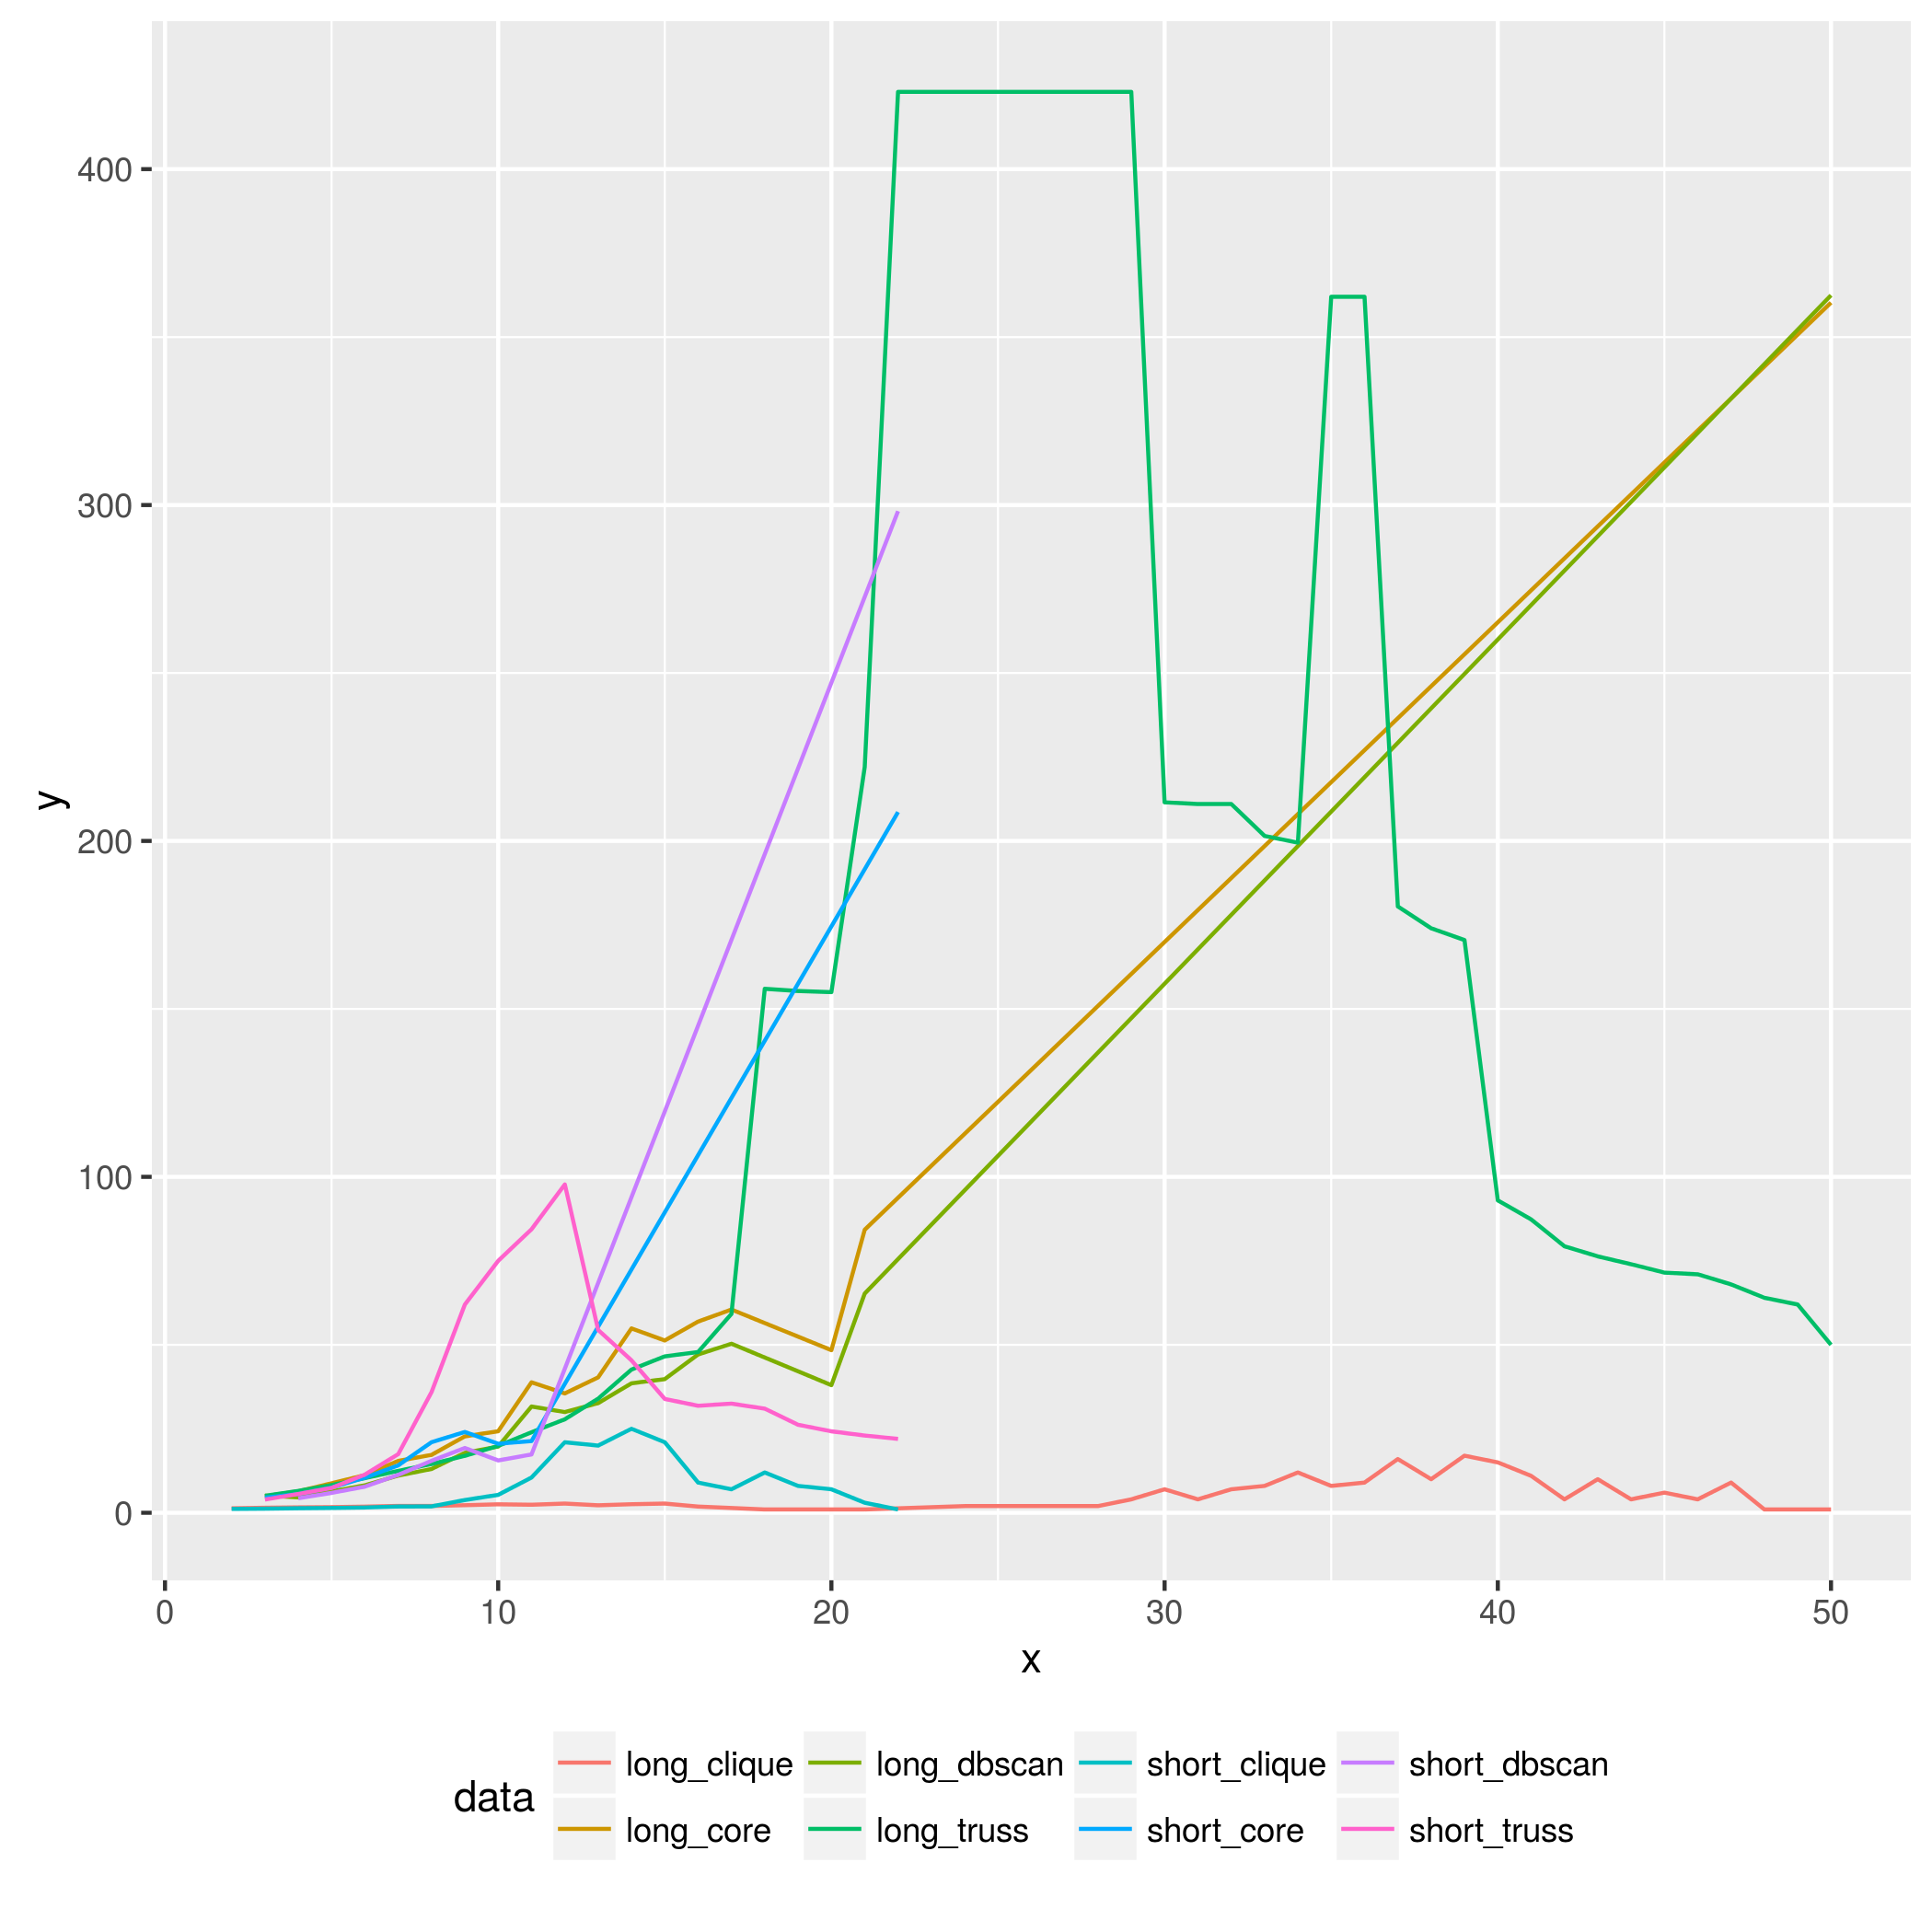 400
300
200
100
0
y
0 10 20 30 40 50
x
data
long_clique long_dbscan short_clique short_dbscan
long_core long_truss short_core short_truss